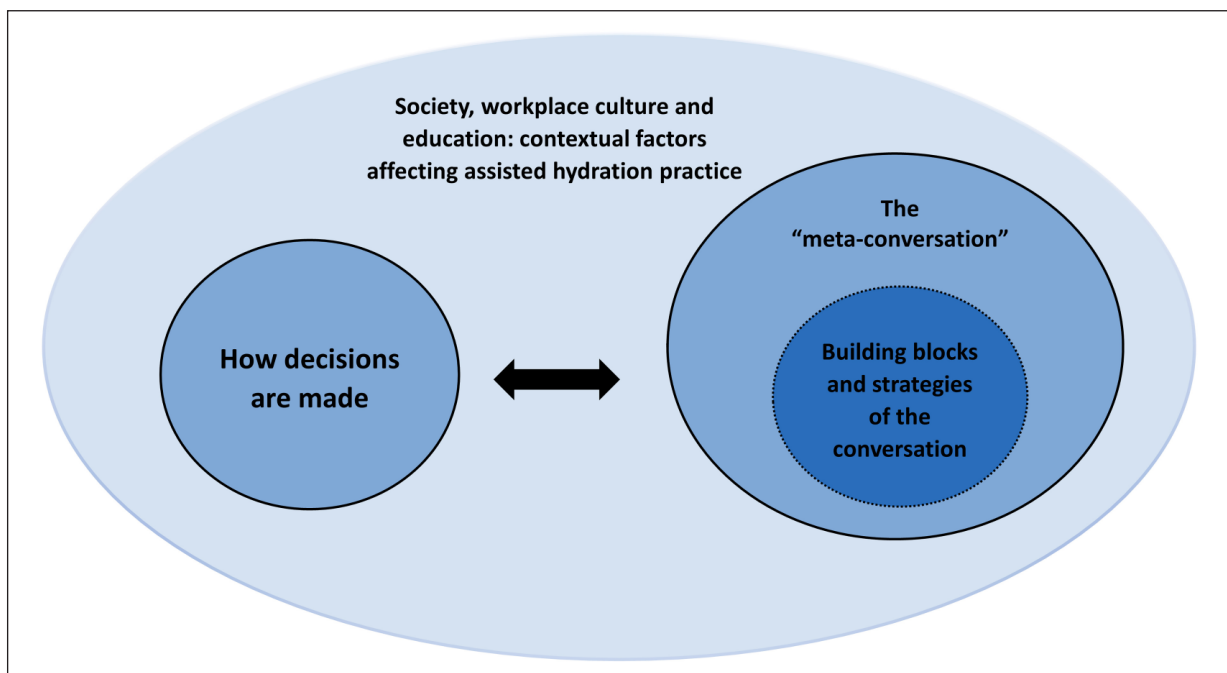 Society, workplace culture and
education: contextual factors
affecting assisted hydration practice
The
“meta-conversation”
How decisions
are made
Building blocks
and strategies
of the
conversation